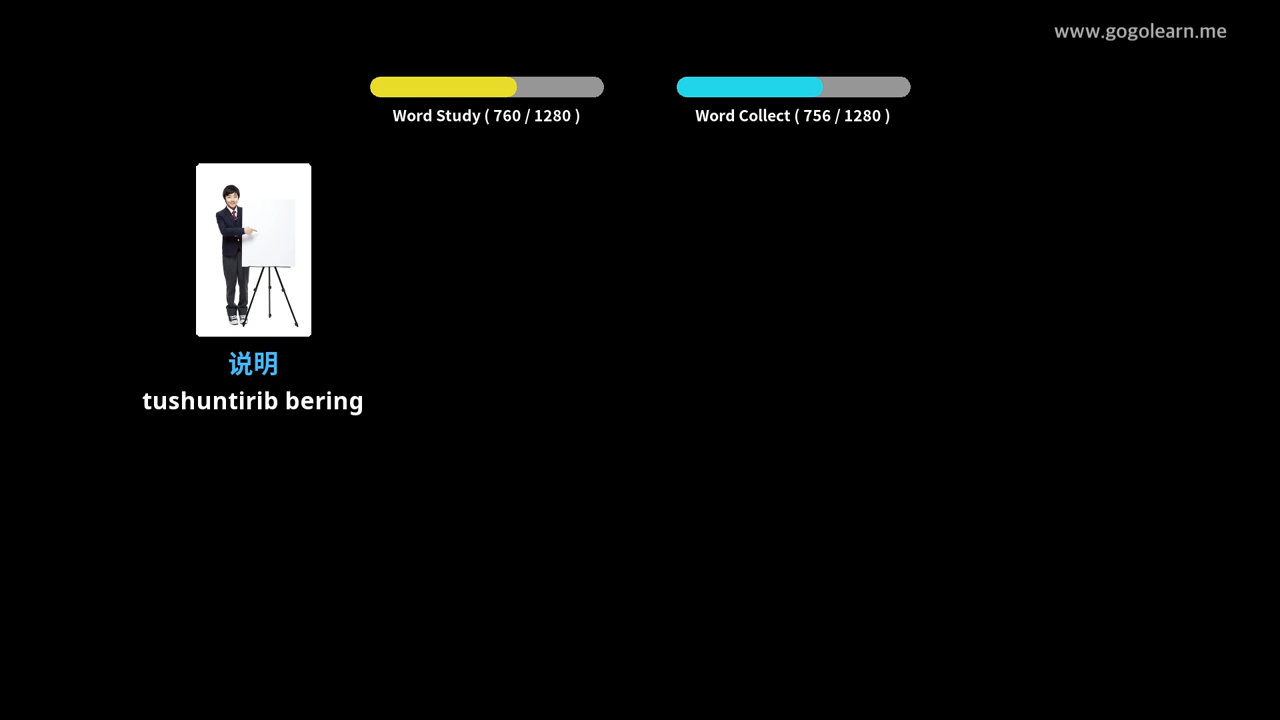 www.gogolearn.me
Word Study ( 760 / 1280 )
Word Collect ( 756 / 1280 )
说明
tushuntirib bering